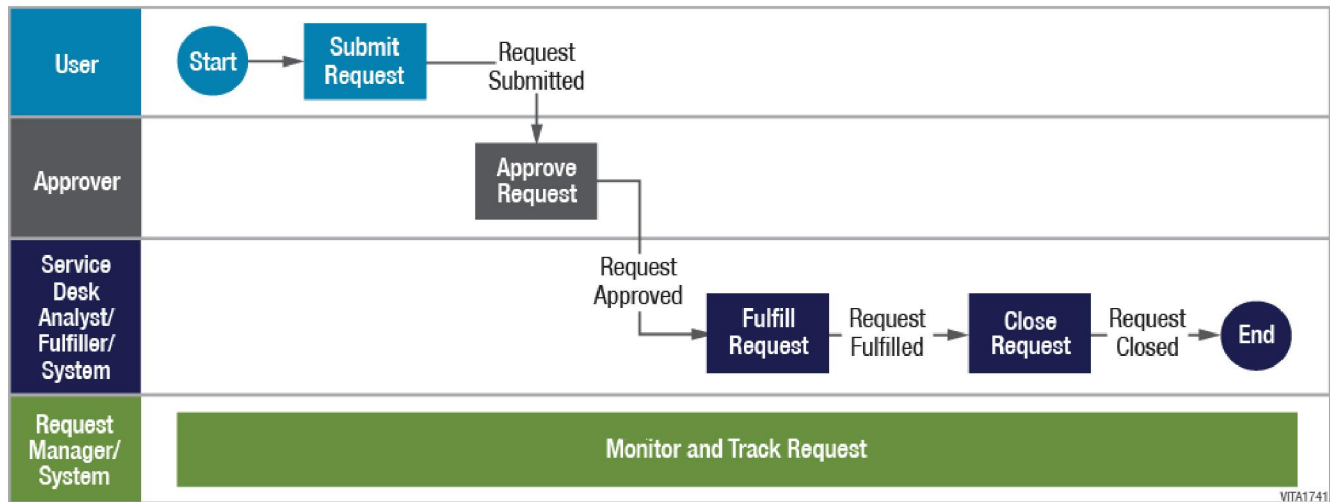 User
Start
Submit
Request
Request
Submitted
Approver
Approve
Request
Service
Desk
Analyst/
Fulfiller/
System
Request
Approved
Fulfill
Request
Request
Fulfilled
Close
Request
Request
Closed
End
Request
Manager/
System
Monitor and Track Request
VITA1741